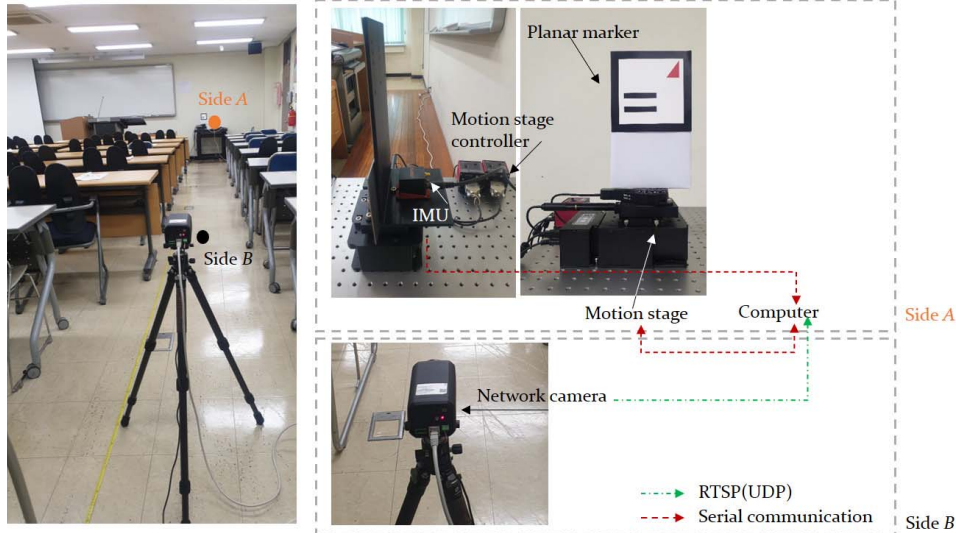 Side A
Side B
Planar marker
Motion stage
controller
IMU
Motion stage
Computer
Side A
Network camera
RTSP(UDP)
Serial communication
Side B